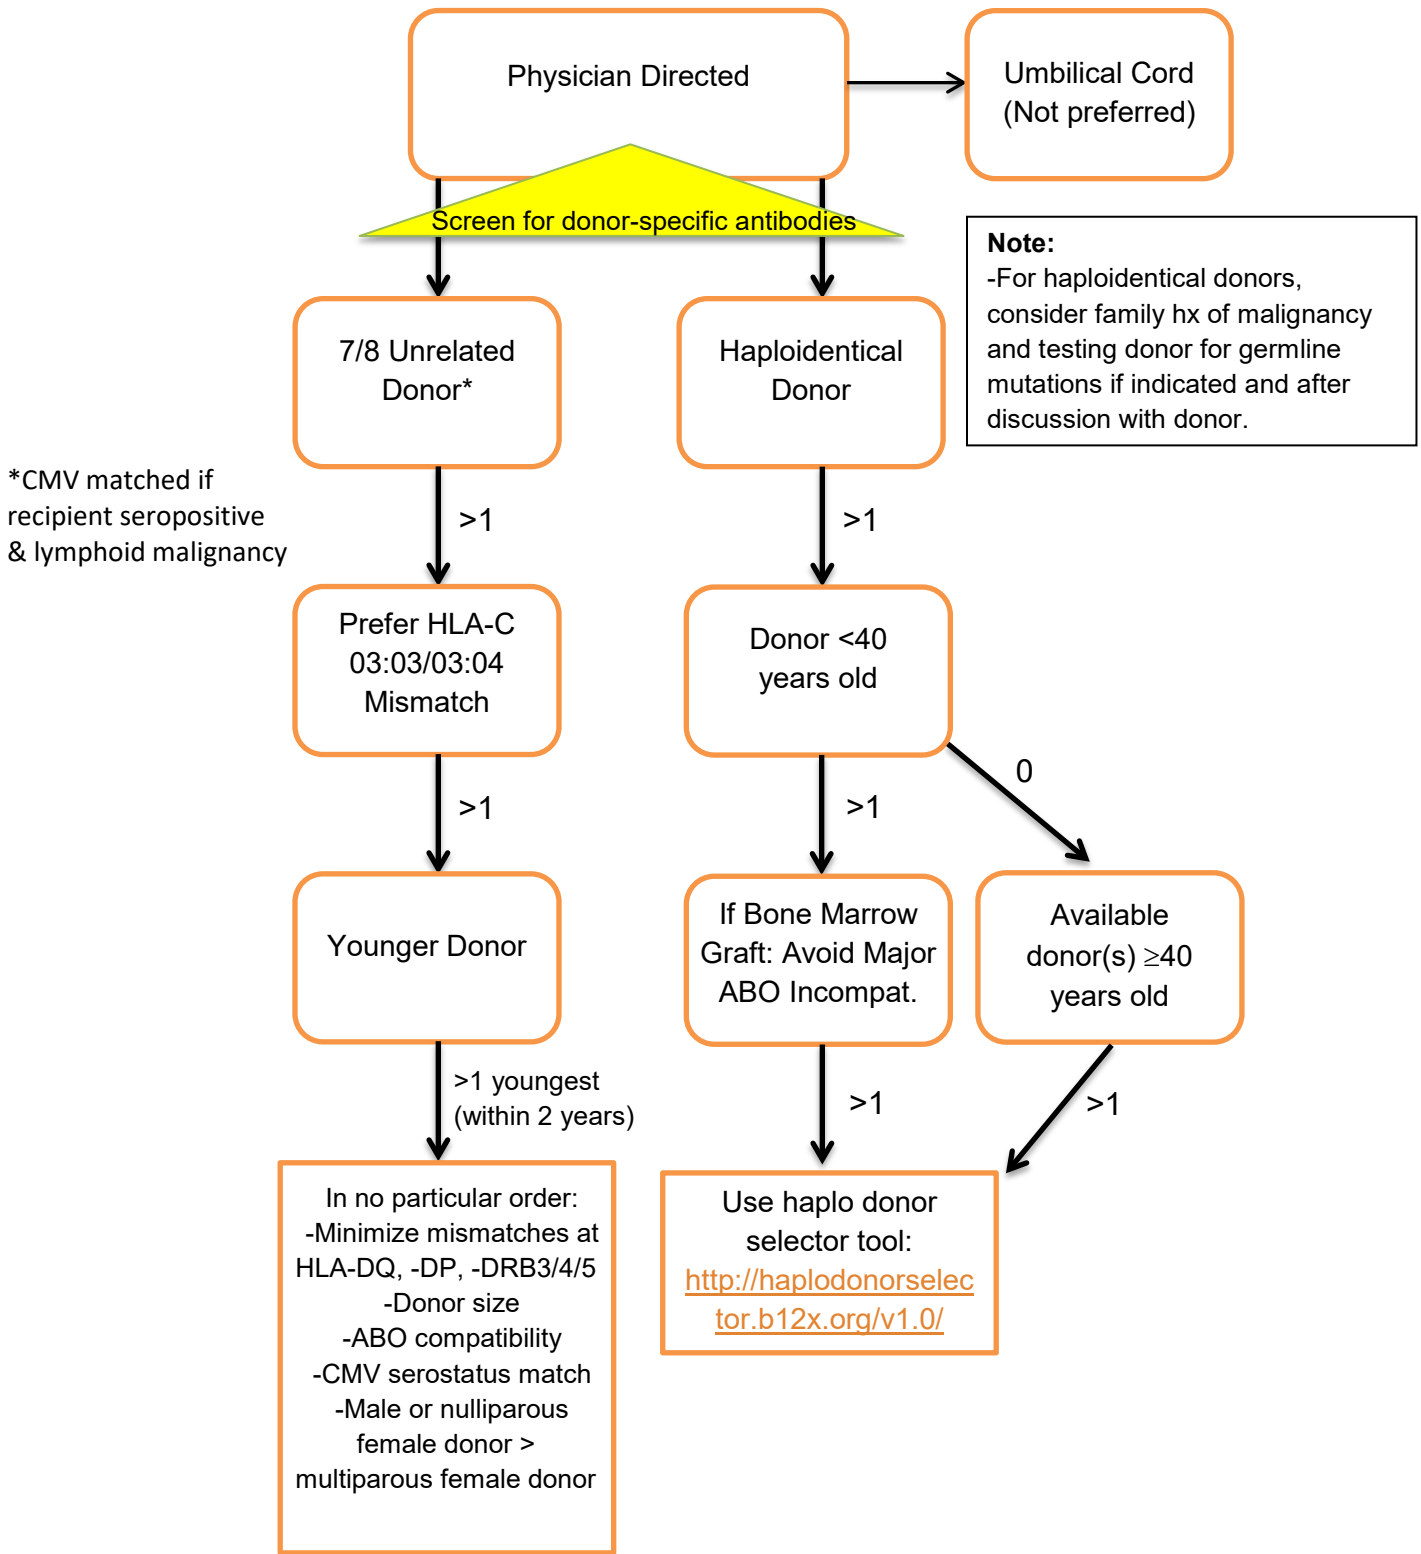 Physician Directed
Umbilical Cord
(Not preferred)
Screen for donor-specific antibodies
Note:
-For haploidentical donors,
consider family hx of malignancy
and testing donor for germline
mutations if indicated and after
discussion with donor.
7/8 Unrelated
Donor*
Haploidentical
Donor
*CMV matched if
recipient seropositive
& lymphoid malignancy
>1
>1
Prefer HLA-C
03:03/03:04
Mismatch
Donor <40
years old
>1
>1
0
Younger Donor
If Bone Marrow
Graft: Avoid Major
ABO Incompat.
Available
donor(s) ≥40
years old
>1 youngest
(within 2 years)
>1
>1
In no particular order:
-Minimize mismatches at
HLA-DQ, -DP, -DRB3/4/5
-Donor size
-ABO compatibility
-CMV serostatus match
-Male or nulliparous
female donor >
multiparous female donor
Use haplo donor
selector tool:
http://haplodonorselec
tor.b12x.org/v1.0/